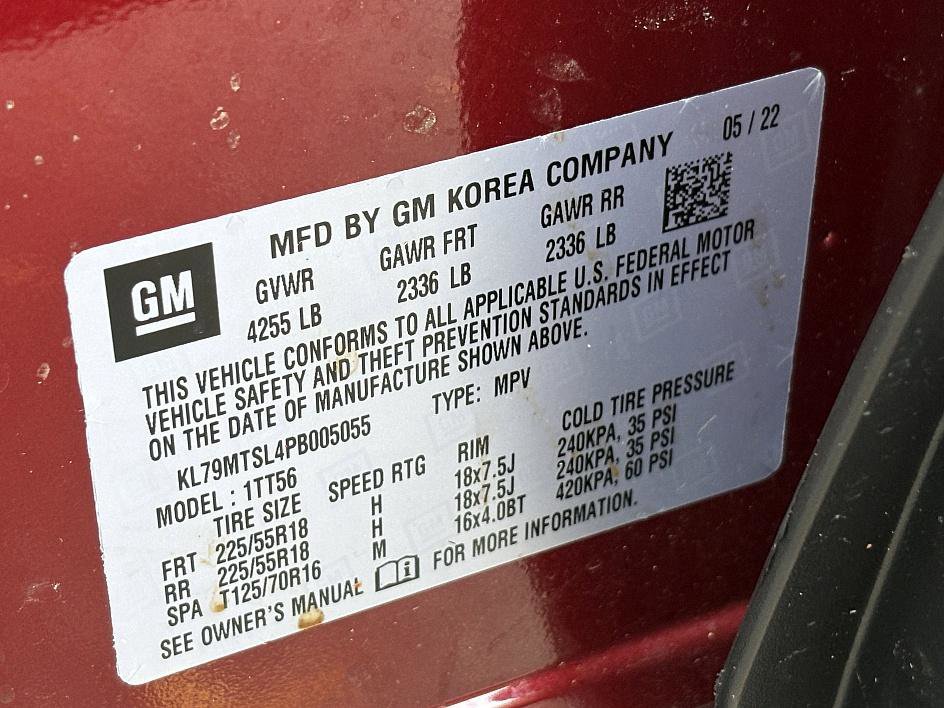 05 / 22
MFD BY GM KOREA COMPANY
GM
GVWR GAWR FRT GAWR RR
4255 LB 2336 LB 2336 LB
THIS VEHICLE CONFORMS TO ALL APPLICABLE U.S. FEDERAL MOTOR
VEHICLE SAFETY AND THEFT PREVENTION STANDARDS IN EFFECT
ON THE DATE OF MANUFACTURE SHOWN ABOVE.
KL79MTSL4PB005055 TYPE: MPV
MODEL : 1TT56
TIRE SIZE SPEED RTG RIM COLD TIRE PRESSURE
FRT 225/55R18 H 18x7.5J 240KPA, 35 PSI
RR 225/55R18 H 18x7.5J 240KPA, 35 PSI
SPA T125/70R16 M 16x4.0BT 420KPA, 60 PSI
SEE OWNER'S MANUAL FOR MORE INFORMATION.